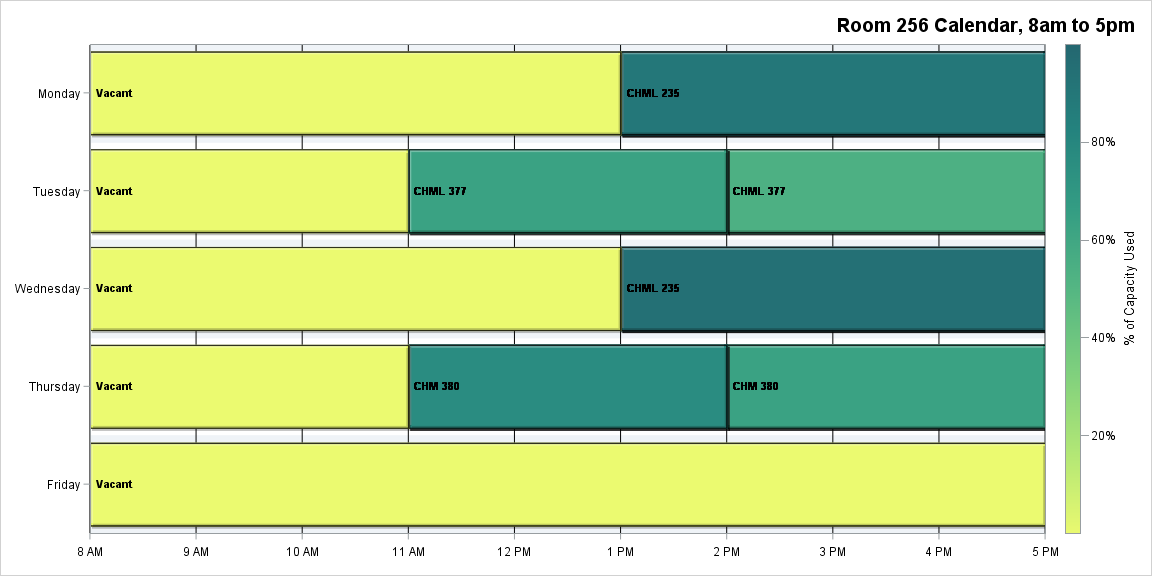 Room 256 Calendar, 8am to 5pm
Monday
Vacant
CHML 235
Tuesday
Vacant
CHML 377
CHML 377
Wednesday
Vacant
CHML 235
Thursday
Vacant
CHM 380
CHM 380
Friday
Vacant
8 AM 9 AM 10 AM 11 AM 12 PM 1 PM 2 PM 3 PM 4 PM 5 PM
80%
60%
40%
20%
% of Capacity Used